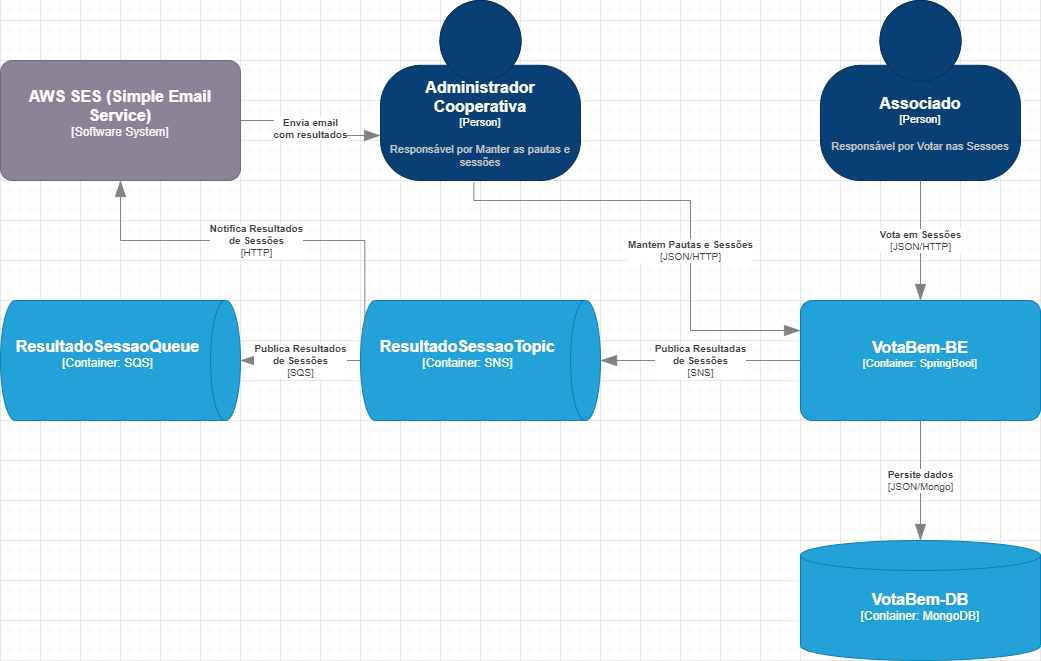 AWS SES (Simple Email
Service)
[Software System]
Envia email
com resultados
Administrador
Cooperativa
[Person]
Responsável por Manter as pautas e
sessões
Associado
[Person]
Responsável por Votar nas Sessoes
Notifica Resultados
de Sessões
[HTTP]
Mantem Pautas e Sessões
[JSON/HTTP]
Vota em Sessões
[JSON/HTTP]
ResultadoSessaoQueue
[Container: SQS]
Publica Resultados
de Sessões
[SQS]
ResultadoSessaoTopic
[Container: SNS]
Publica Resultadas
de Sessões
[SNS]
VotaBem-BE
[Container: SpringBoot]
Persite dados
[JSON/Mongo]
VotaBem-DB
[Container: MongoDB]